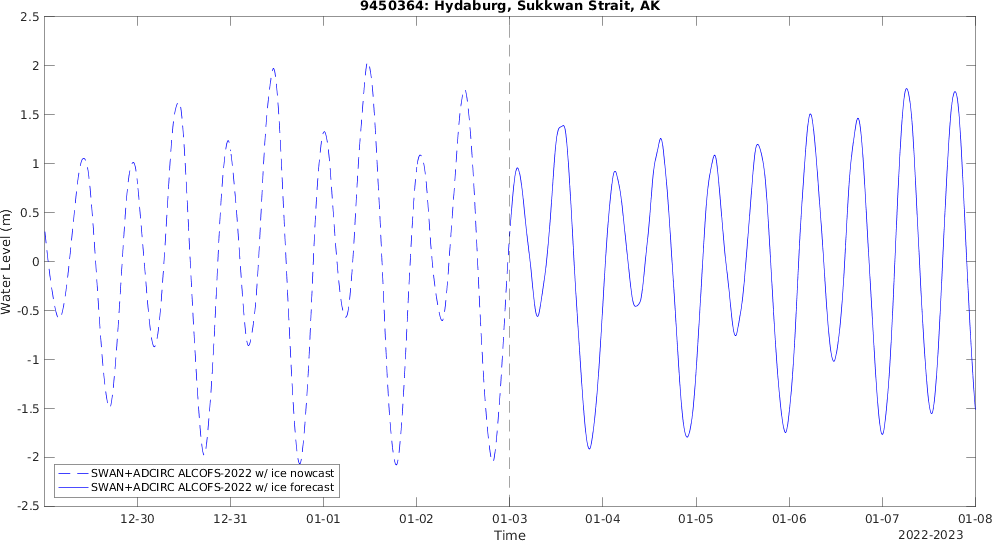 9450364: Hydaburg, Sukkwan Strait, AK
Water Level (m)
2.5
2
1.5
1
0.5
0
-0.5
-1
-1.5
-2
-2.5
SWAN+ADCIRC ALCOFS-2022 w/ ice nowcast
SWAN+ADCIRC ALCOFS-2022 w/ ice forecast
12-30 12-31 01-01 01-02 01-03 01-04 01-05 01-06 01-07 01-08
Time
2022-2023